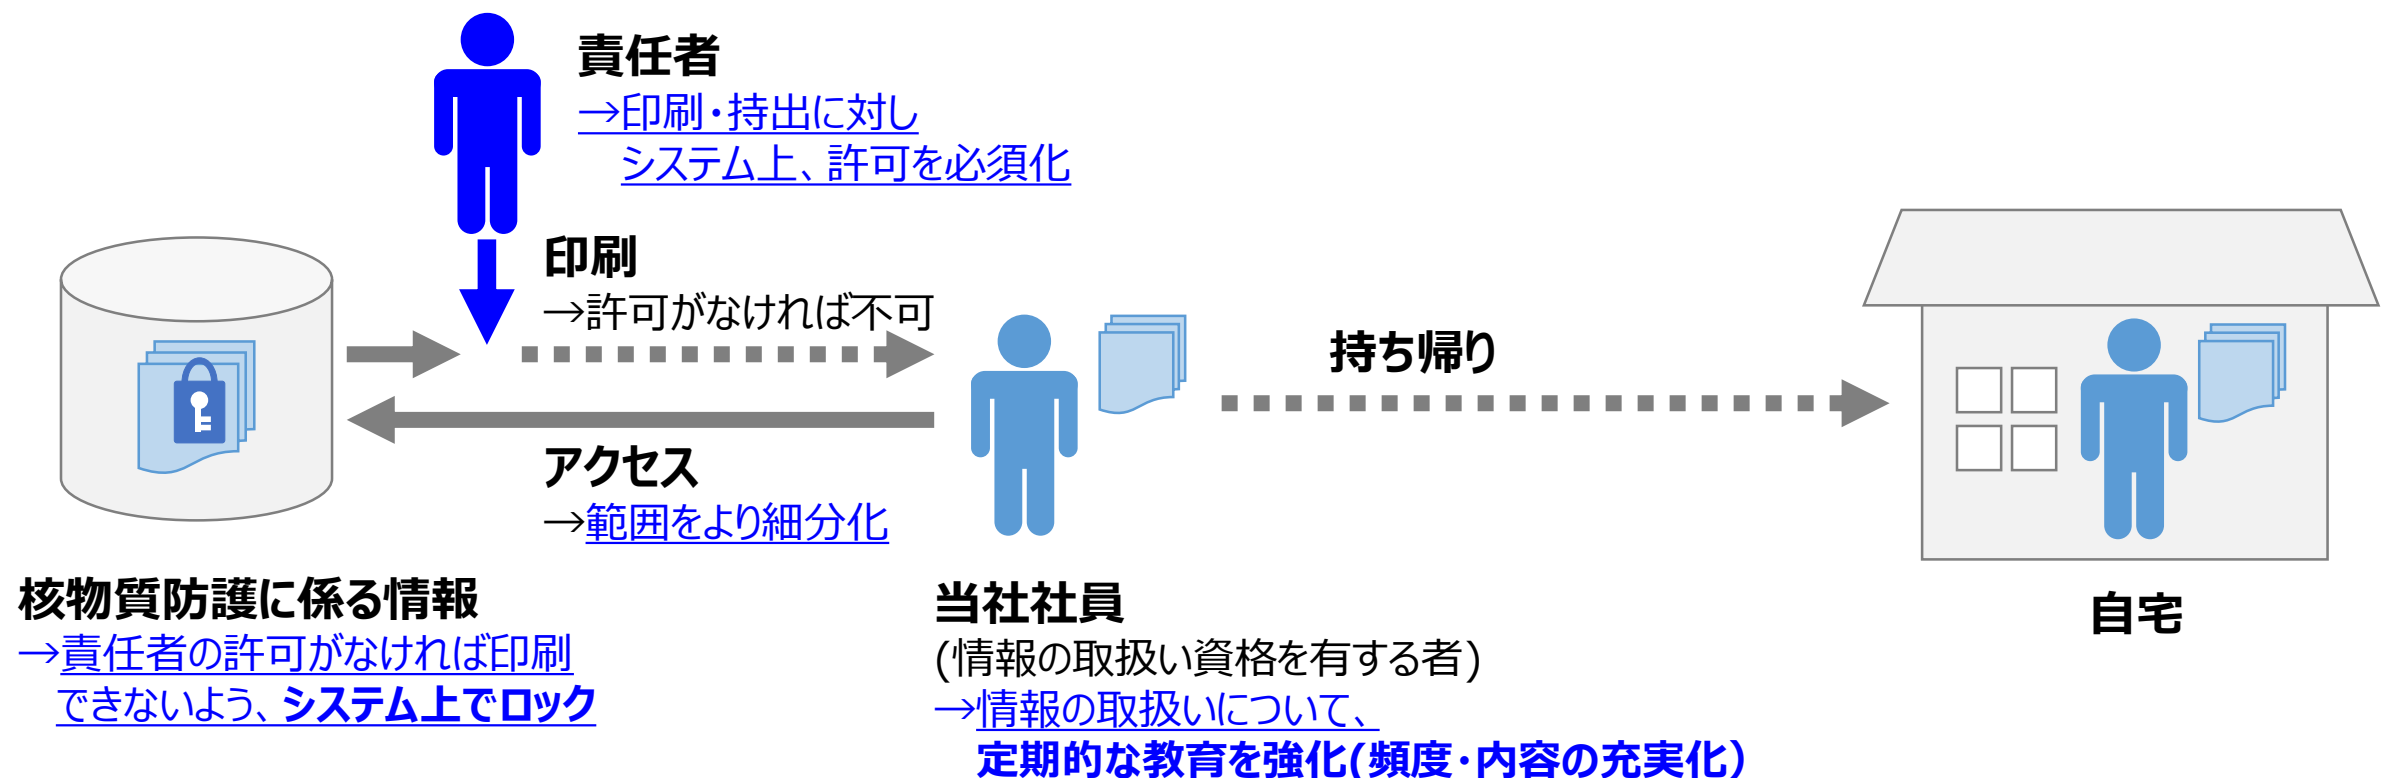 責任者
→印刷・持出に対し
システム上、許可を必須化
印刷
→許可がなければ不可
持ち帰り
アクセス
→範囲をより細分化
核物質防護に係る情報
→責任者の許可がなければ印刷
できないよう、システム上でロック
当社社員
(情報の取扱い資格を有する者)
→情報の取扱いについて、
定期的な教育を強化(頻度・内容の充実化)
自宅